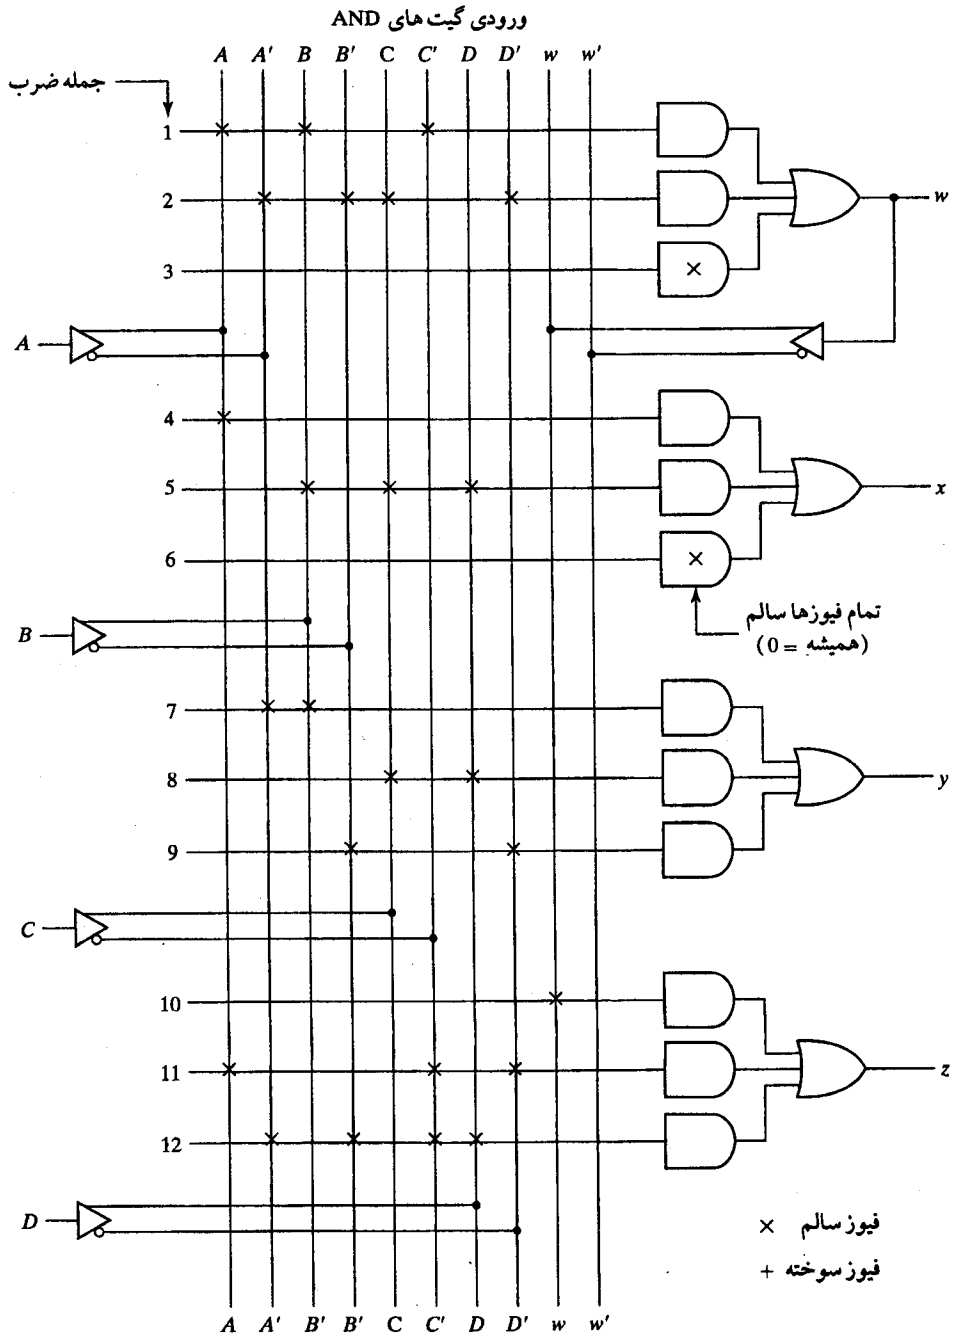 ورودی گیت های AND
A A' B B' C C' D D' w w'
جمله ضرب
1
2
w
3
×
A
4
5
x
6
×
تمام فیوزها سالم
(همیشه = 0)
B
7
8
y
9
C
10
11
z
12
D
× فیوز سالم
+ فیوز سوخته
A A' B' B' C C' D D' w w'